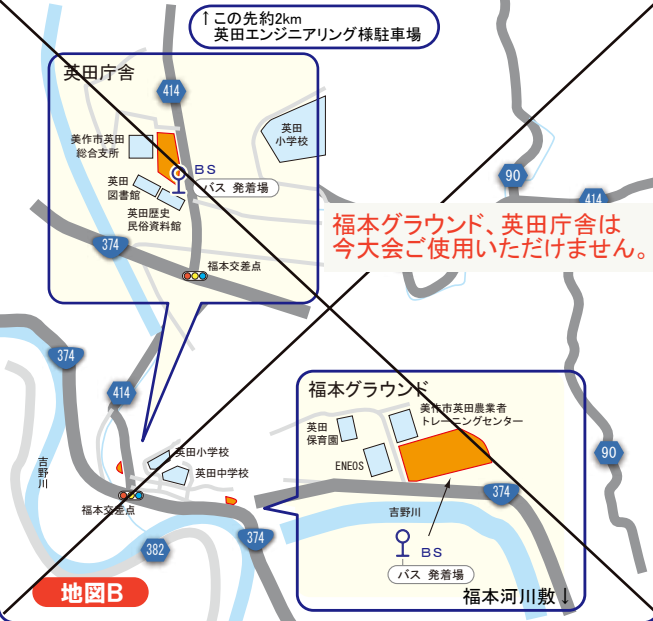 ↑この先約2km
英田エンジニアリング様駐車場
英田庁舎
414
英田
小学校
美作市英田
総合支所
BS
バス 発着場
英田
図書館
英田歴史
民俗資料館
374
福本交差点
90
414
福本グラウンド、英田庁舎は
今大会ご使用いただけません。
374
414
吉野川
英田小学校
英田中学校
福本交差点
382
374
地図B
福本グラウンド
英田
保育園
美作市英田農業者
トレーニングセンター
ENEOS
374
吉野川
BS
バス 発着場
福本河川敷↓
90